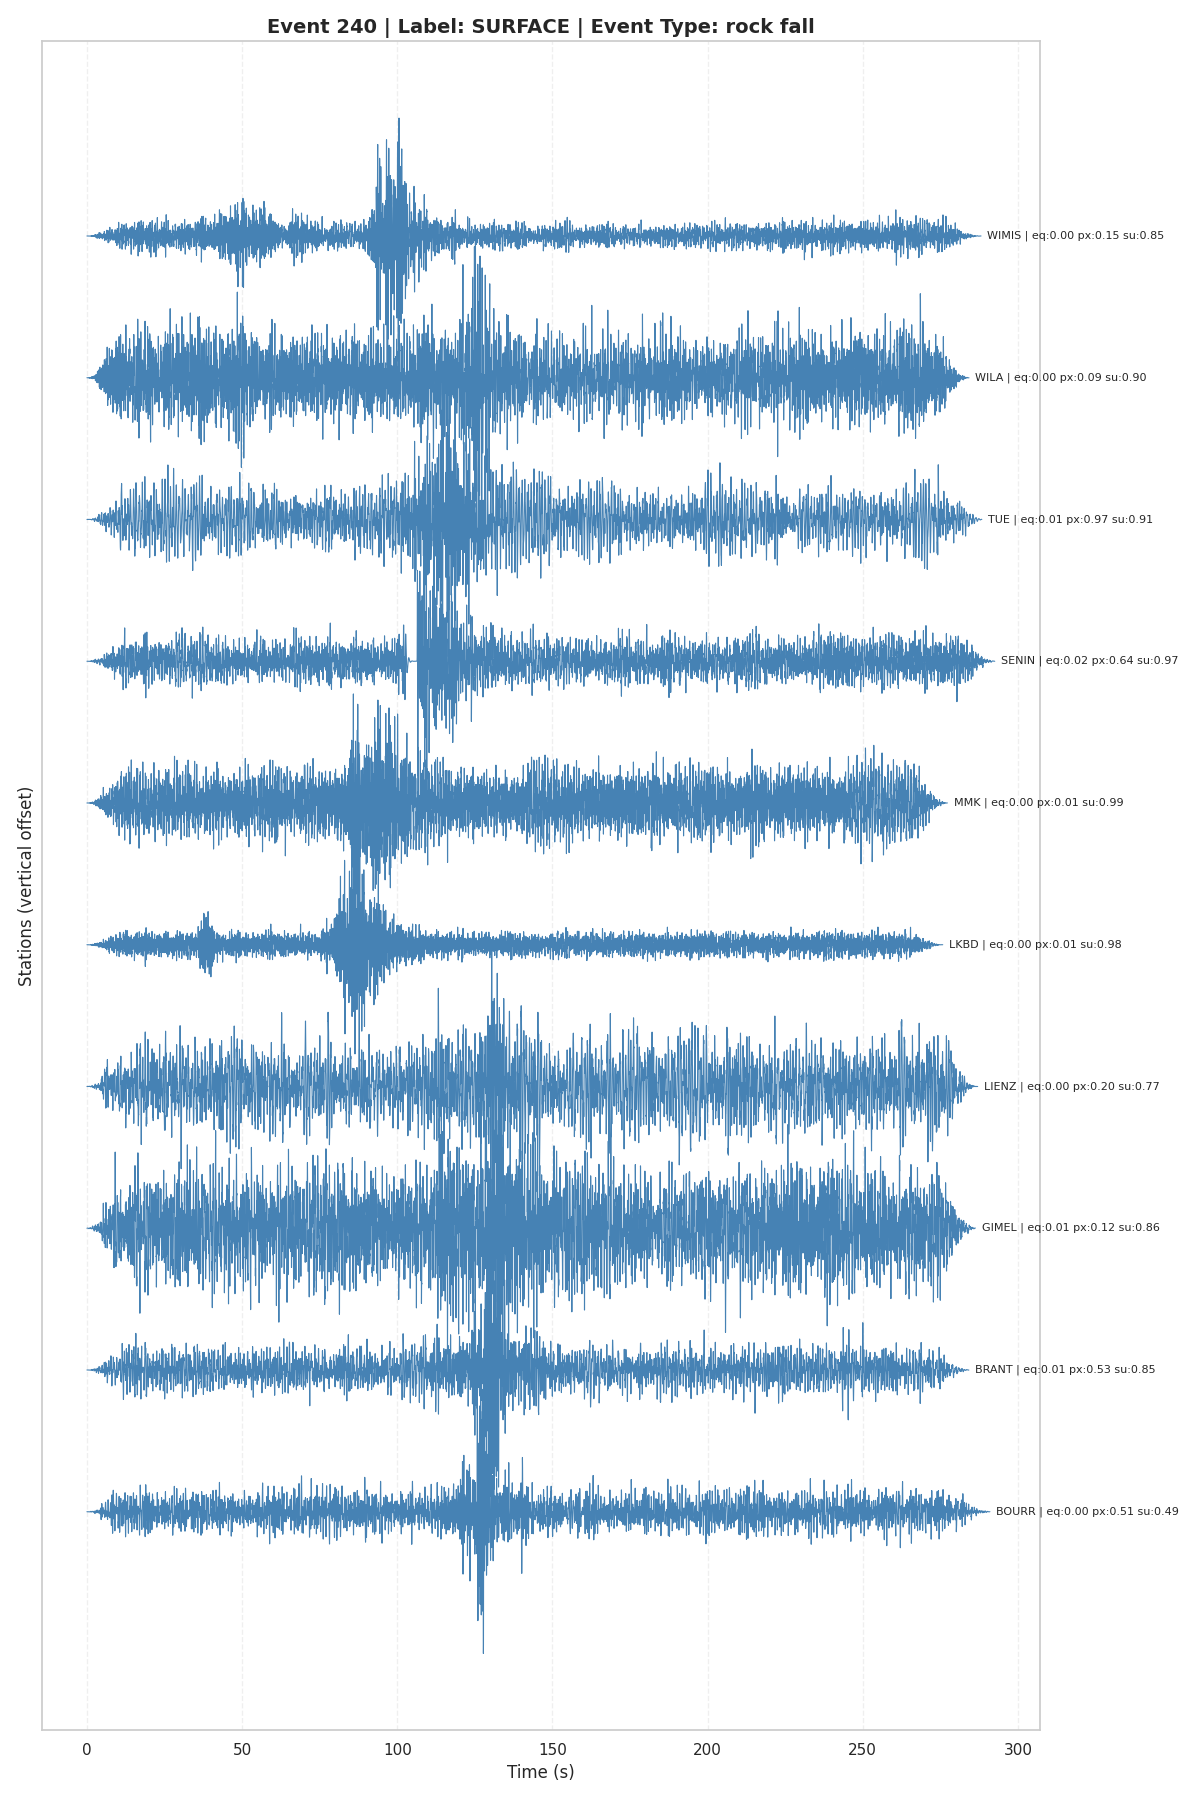 Event 240 | Label: SURFACE | Event Type: rock fall
WIMIS | eq:0.00 px:0.15 su:0.85
WILA | eq:0.00 px:0.09 su:0.90
TUE | eq:0.01 px:0.97 su:0.91
SENIN | eq:0.02 px:0.64 su:0.97
MMK | eq:0.00 px:0.01 su:0.99
LKBD | eq:0.00 px:0.01 su:0.98
LIENZ | eq:0.00 px:0.20 su:0.77
GIMEL | eq:0.01 px:0.12 su:0.86
BRANT | eq:0.01 px:0.53 su:0.85
BOURR | eq:0.00 px:0.51 su:0.49
Stations (vertical offset)
0 50 100 150 200 250 300
Time (s)